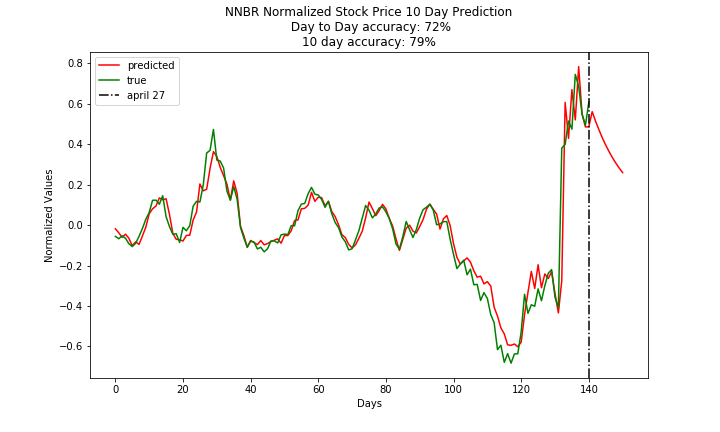 NNBR Normalized Stock Price 10 Day Prediction
Day to Day accuracy: 72%
10 day accuracy: 79%
predicted
true
april 27
0.8
0.6
0.4
0.2
0.0
−0.2
−0.4
−0.6
Normalized Values
0 20 40 60 80 100 120 140
Days